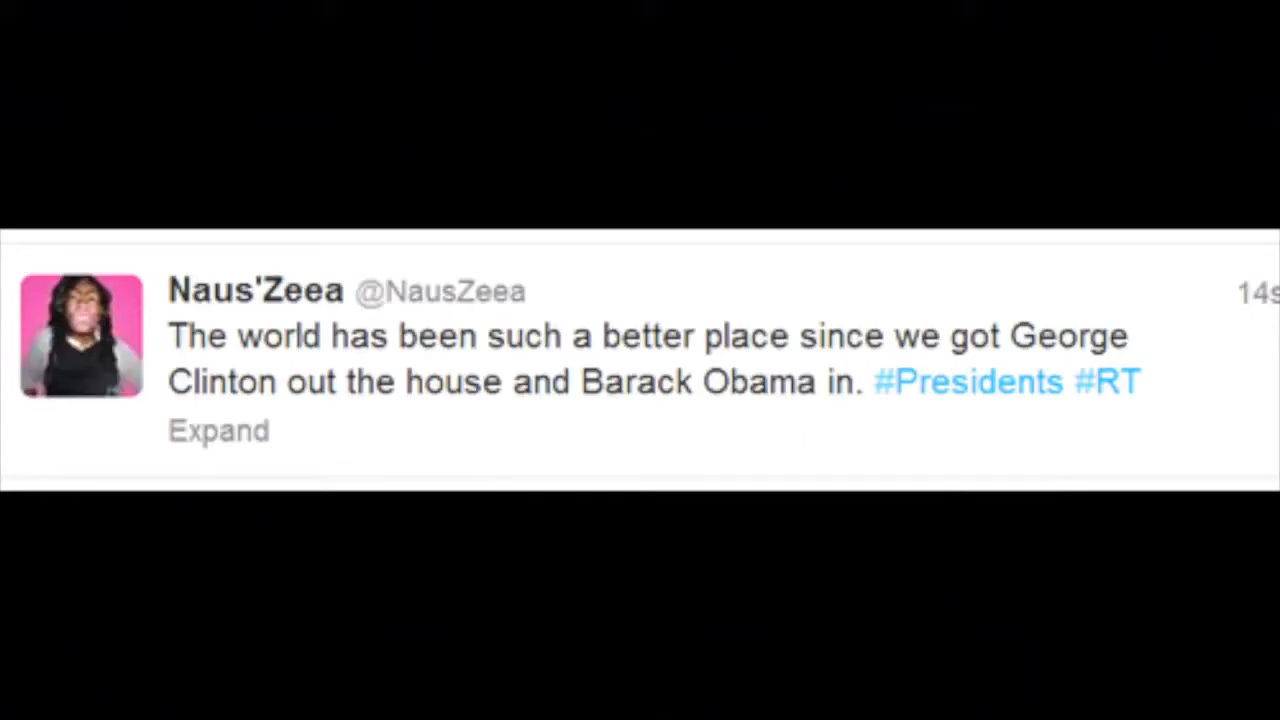 Naus'Zeea @NausZeea 14s
The world has been such a better place since we got George
Clinton out the house and Barack Obama in. #Presidents #RT
Expand